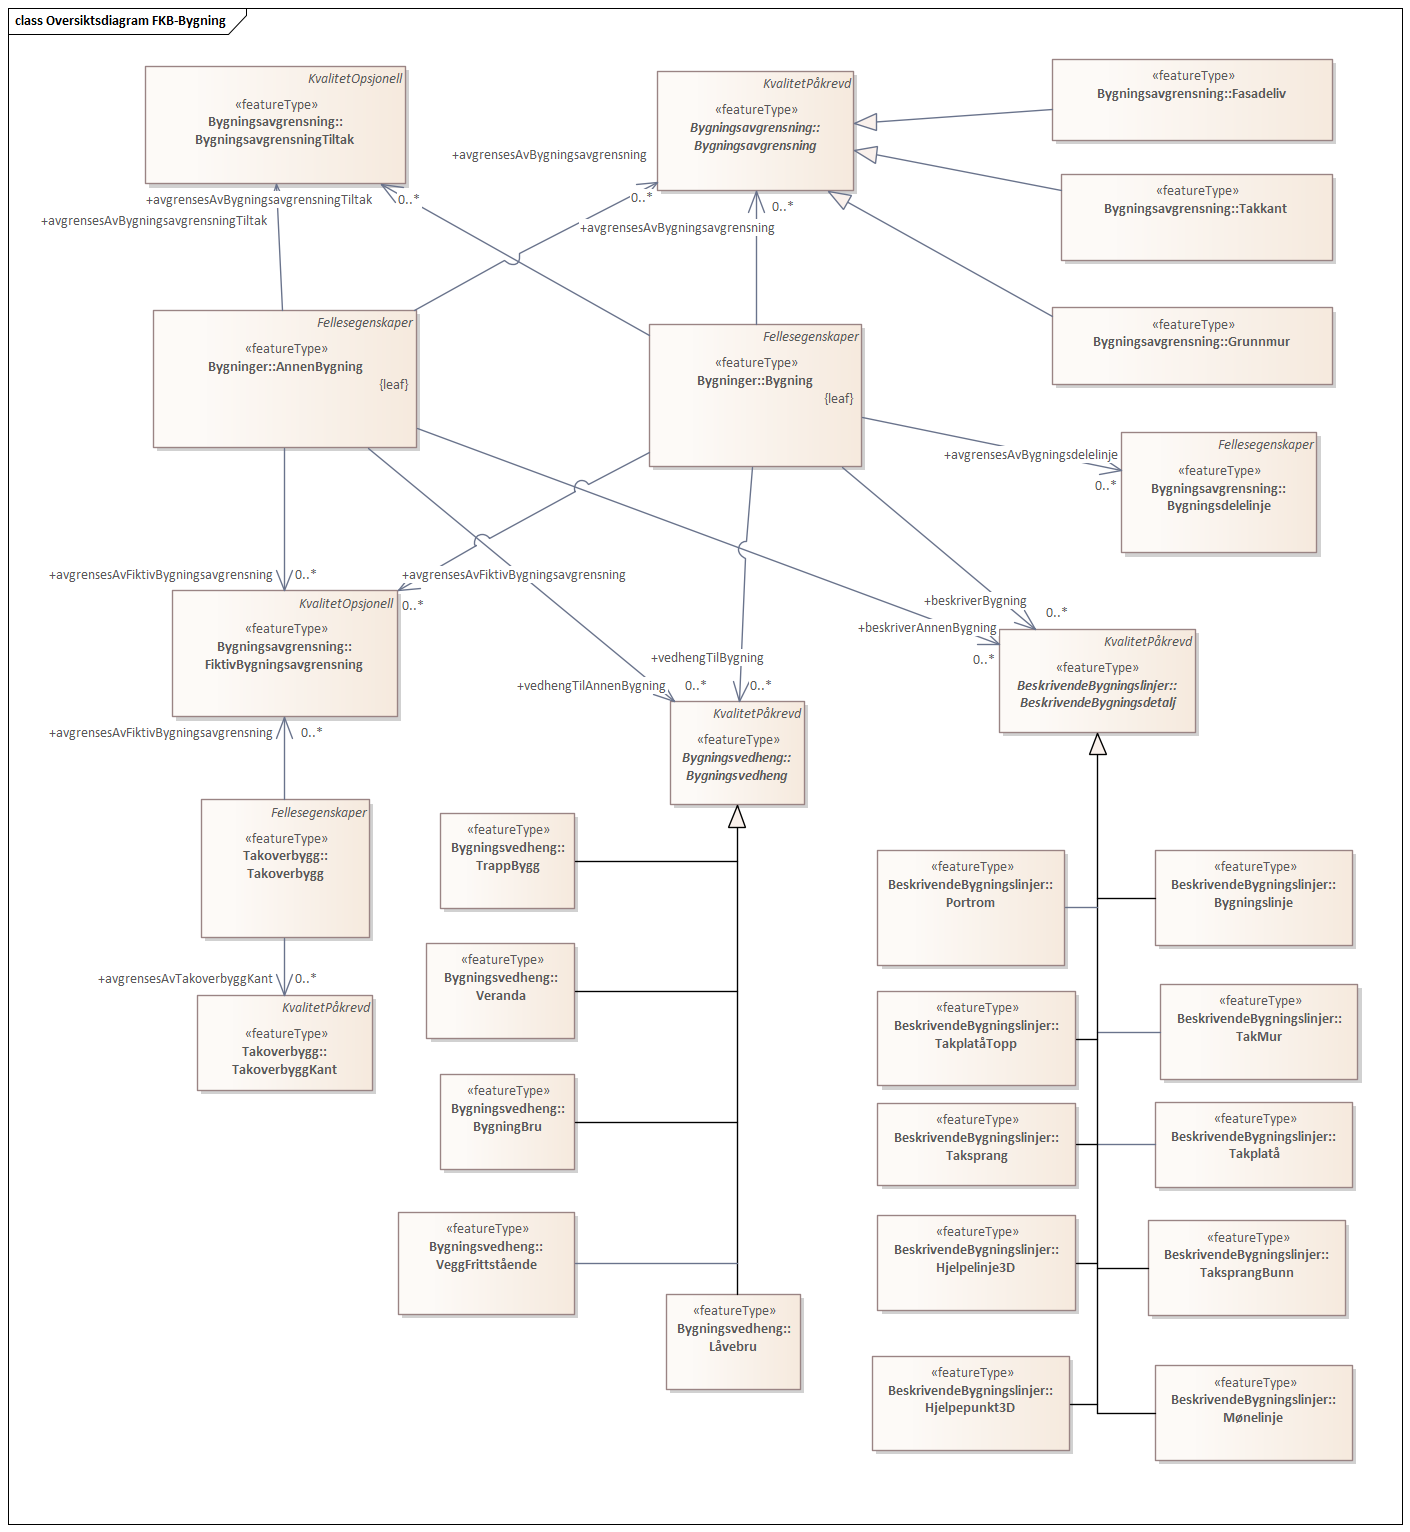 class Oversiktsdiagram FKB-Bygning
KvalitetOpsjonell
«featureType»
Bygningsavgrensning::
BygningsavgrensningTiltak
KvalitetPåkrevd
«featureType»
Bygningsavgrensning::
Bygningsavgrensning
«featureType»
Bygningsavgrensning::Fasadeliv
«featureType»
Bygningsavgrensning::Takkant
«featureType»
Bygningsavgrensning::Grunnmur
+avgrensesAvBygningsavgrensning
0..*
+avgrensesAvBygningsavgrensningTiltak
0..*
+avgrensesAvBygningsavgrensningTiltak
0..*
+avgrensesAvBygningsavgrensning
Fellesegenskaper
«featureType»
Bygninger::AnnenBygning
{leaf}
Fellesegenskaper
«featureType»
Bygninger::Bygning
{leaf}
+avgrensesAvBygningsdelelinje
0..*
Fellesegenskaper
«featureType»
Bygningsavgrensning::
Bygningsdelelinje
+avgrensesAvFiktivBygningsavgrensning
0..*
+avgrensesAvFiktivBygningsavgrensning
0..*
+beskriverBygning
0..*
+beskriverAnnenBygning
0..*
+vedhengTilBygning
0..*
+vedhengTilAnnenBygning
0..*
KvalitetOpsjonell
«featureType»
Bygningsavgrensning::
FiktivBygningsavgrensning
KvalitetPåkrevd
«featureType»
BeskrivendeBygningslinjer::
BeskrivendeBygningsdetalj
KvalitetPåkrevd
«featureType»
Bygningsvedheng::
Bygningsvedheng
+avgrensesAvFiktivBygningsavgrensning
0..*
Fellesegenskaper
«featureType»
Takoverbygg::
Takoverbygg
+avgrensesAvTakoverbyggKant
0..*
KvalitetPåkrevd
«featureType»
Takoverbygg::
TakoverbyggKant
«featureType»
Bygningsvedheng::
TrappBygg
«featureType»
Bygningsvedheng::
Veranda
«featureType»
Bygningsvedheng::
BygningBru
«featureType»
Bygningsvedheng::
VeggFrittstående
«featureType»
Bygningsvedheng::
Låvebru
«featureType»
BeskrivendeBygningslinjer::
Portrom
«featureType»
BeskrivendeBygningslinjer::
Bygningslinje
«featureType»
BeskrivendeBygningslinjer::
TakplatåTopp
«featureType»
BeskrivendeBygningslinjer::
TakMur
«featureType»
BeskrivendeBygningslinjer::
Taksprang
«featureType»
BeskrivendeBygningslinjer::
Takplatå
«featureType»
BeskrivendeBygningslinjer::
Hjelpelinje3D
«featureType»
BeskrivendeBygningslinjer::
TaksprangBunn
«featureType»
BeskrivendeBygningslinjer::
Hjelpepunkt3D
«featureType»
BeskrivendeBygningslinjer::
Mønelinje